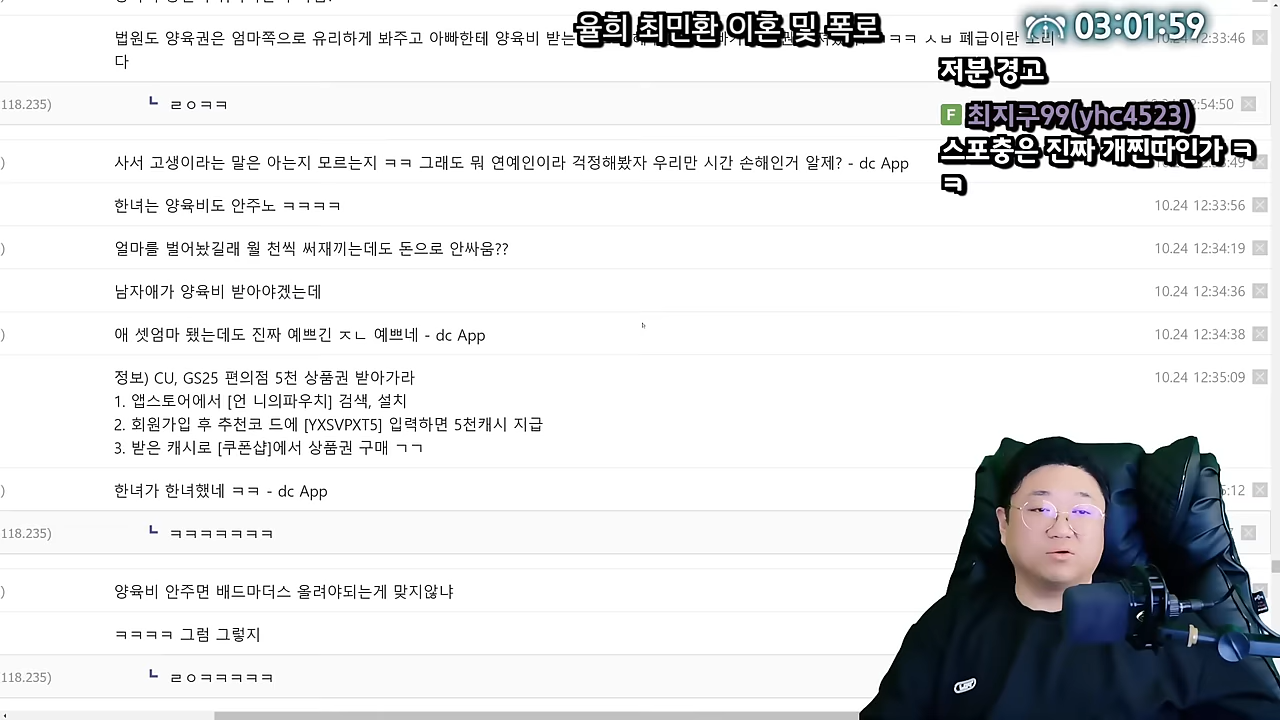 율희 최민환 이혼 및 폭로
03:01:59
법원도 양육권은 엄마쪽으로 유리하게 봐주고 아빠한테 양육비 받는
ㅋㅋ ㅅㅂ 폐급이란 소리
다
12:33:46
저분 경고
118.235)
ㄹㅇㅋㅋ
12:54:50
F 최지구99(yhc4523)
스포충은 진짜 개찐따인가 ㅋ
ㅋ
사서 고생이라는 말은 아는지 모르는지 ㅋㅋ 그래도 뭐 연예인이라 걱정해봤자 우리만 시간 손해인거 알제? - dc App
한녀는 양육비도 안주노 ㅋㅋㅋㅋ
10.24 12:33:56
얼마를 벌어놨길래 월 천씩 써재끼는데도 돈으로 안싸움??
10.24 12:34:19
남자애가 양육비 받아야겠는데
10.24 12:34:36
애 셋엄마 됐는데도 진짜 예쁘긴 ㅈㄴ 예쁘네 - dc App
10.24 12:34:38
정보) CU, GS25 편의점 5천 상품권 받아가라
10.24 12:35:09
1. 앱스토어에서 [언 니의파우치] 검색, 설치
2. 회원가입 후 추천코 드에 [YXSVPXT5] 입력하면 5천캐시 지급
3. 받은 캐시로 [쿠폰샵]에서 상품권 구매 ㄱㄱ
한녀가 한녀했네 ㅋㅋ - dc App
118.235)
ㅋㅋㅋㅋㅋㅋㅋ
양육비 안주면 배드마더스 올려야되는게 맞지않냐
ㅋㅋㅋㅋ 그럼 그렇지
118.235)
ㄹㅇㅋㅋㅋㅋㅋ